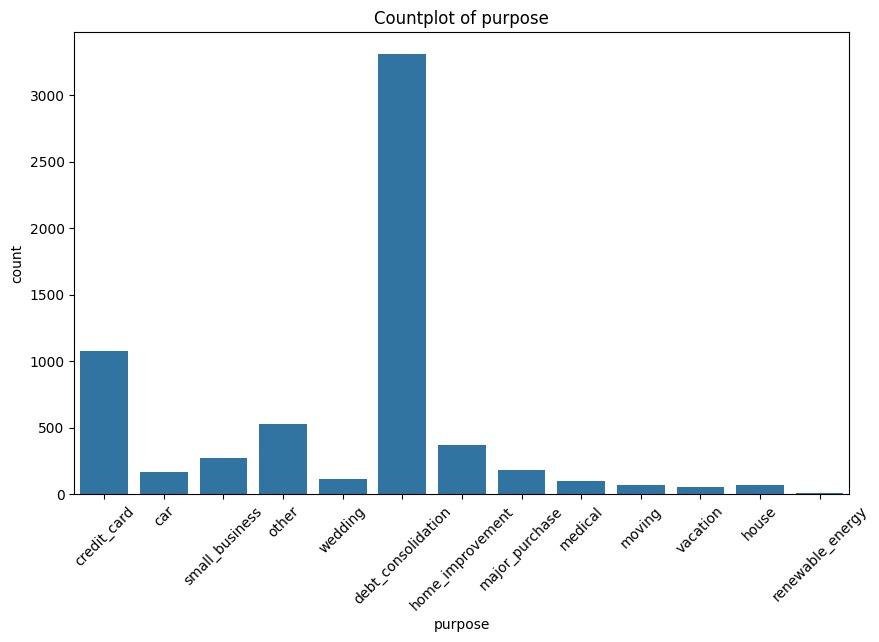 Countplot of purpose
count
3000
2500
2000
1500
1000
500
0
credit_card
car
small_business
other
wedding
debt_consolidation
home_improvement
major_purchase
medical
moving
vacation
house
renewable_energy
purpose